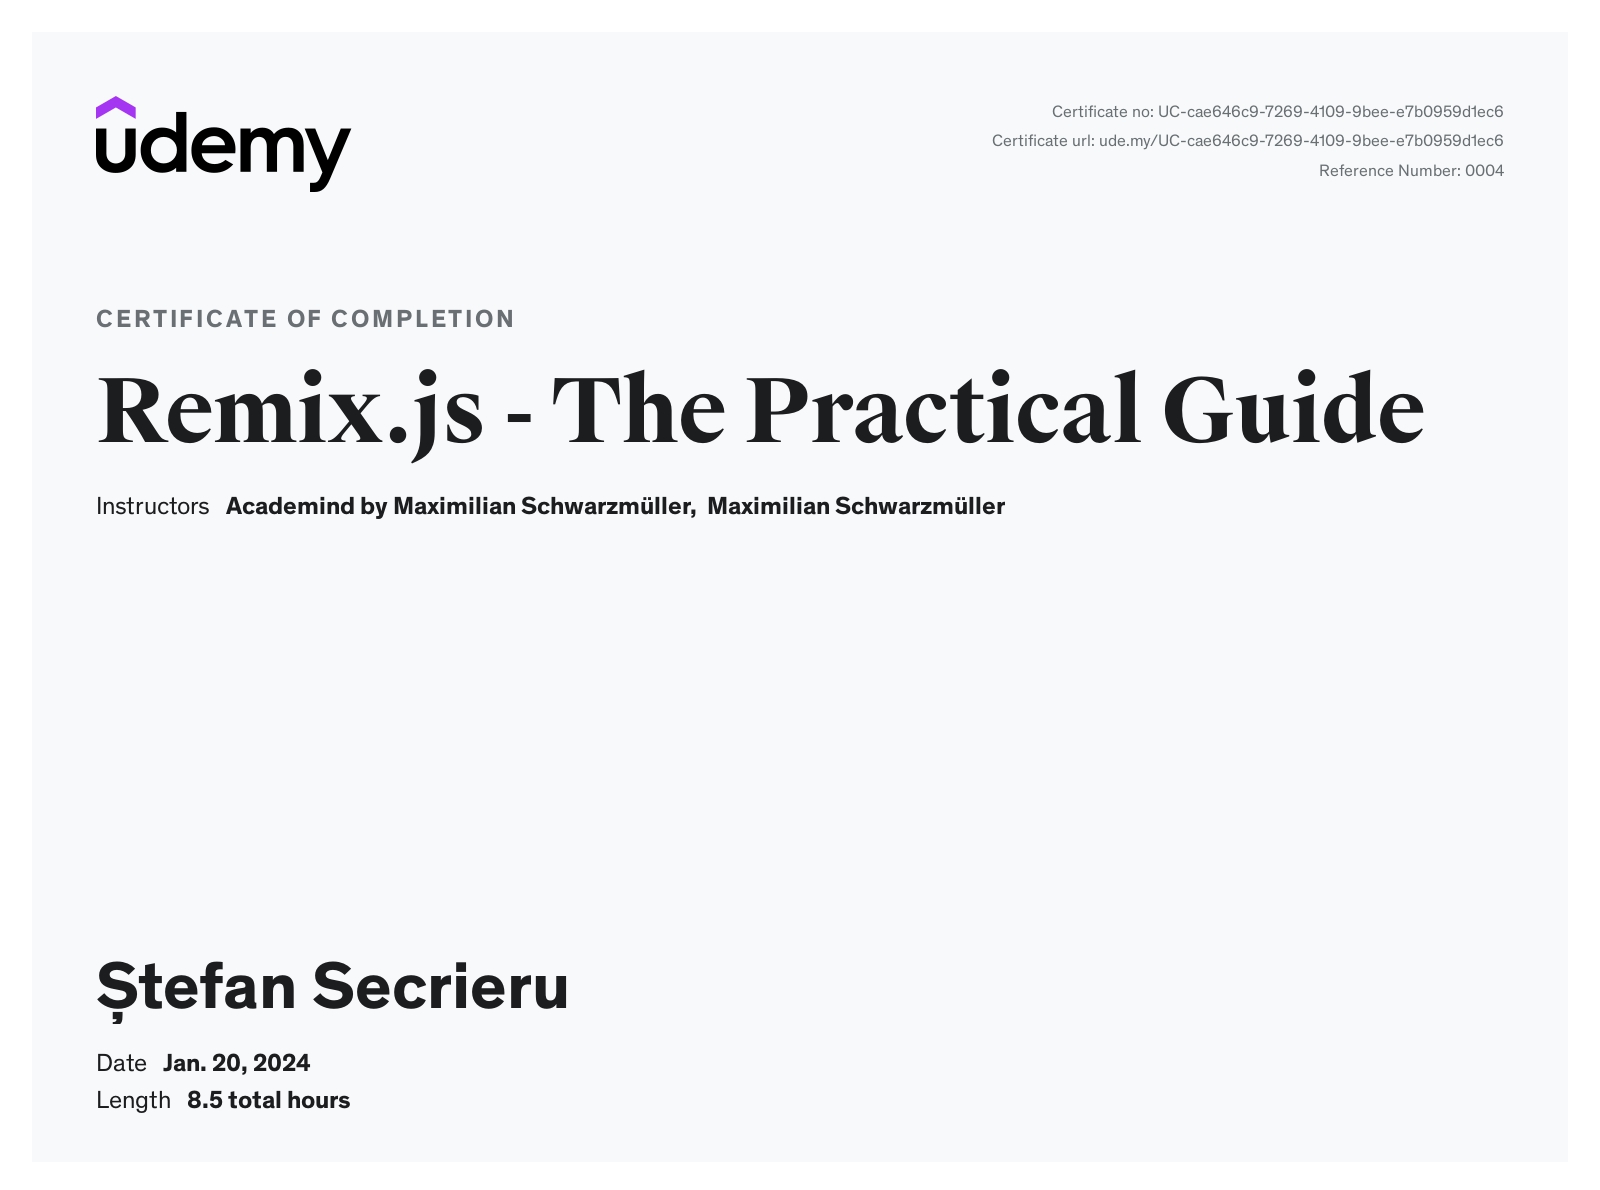 udemy
Certificate no: UC-cae646c9-7269-4109-9bee-e7b0959d1ec6
Certificate url: ude.my/UC-cae646c9-7269-4109-9bee-e7b0959d1ec6
Reference Number: 0004
CERTIFICATE OF COMPLETION
Remix.js - The Practical Guide
Instructors Academind by Maximilian Schwarzmüller, Maximilian Schwarzmüller
Ștefan Secrieru
Date Jan. 20, 2024
Length 8.5 total hours